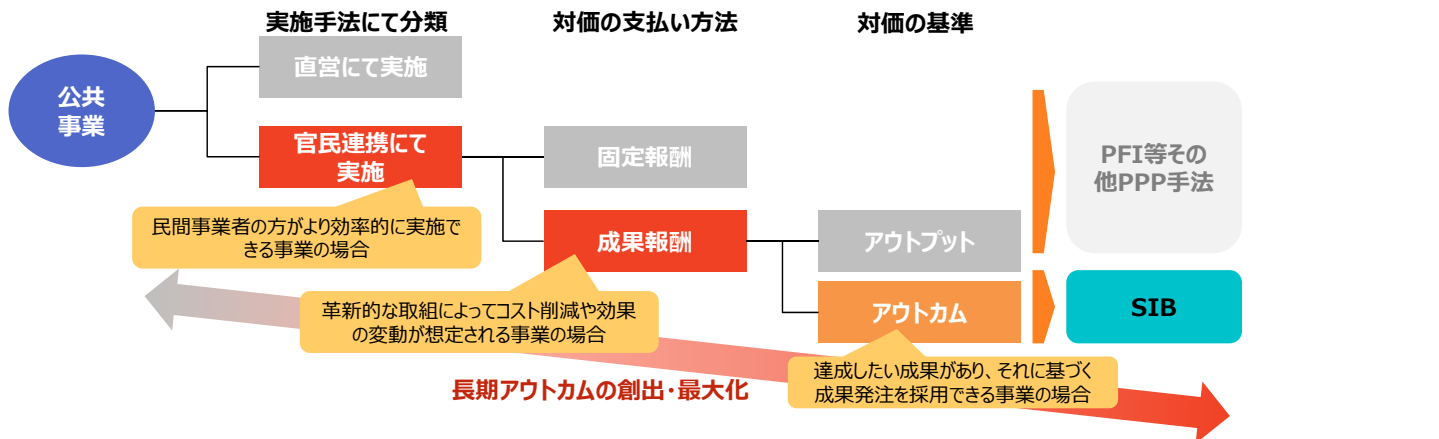 実施手法にて分類
対価の支払い方法
対価の基準
公共
事業
直営にて実施
官民連携にて
実施
固定報酬
成果報酬
アウトプット
アウトカム
PFI等その
他PPP手法
SIB
民間事業者の方がより効率的に実施で
きる事業の場合
革新的な取組によってコスト削減や効果
の変動が想定される事業の場合
達成したい成果があり、それに基づく
成果発注を採用できる事業の場合
長期アウトカムの創出・最大化